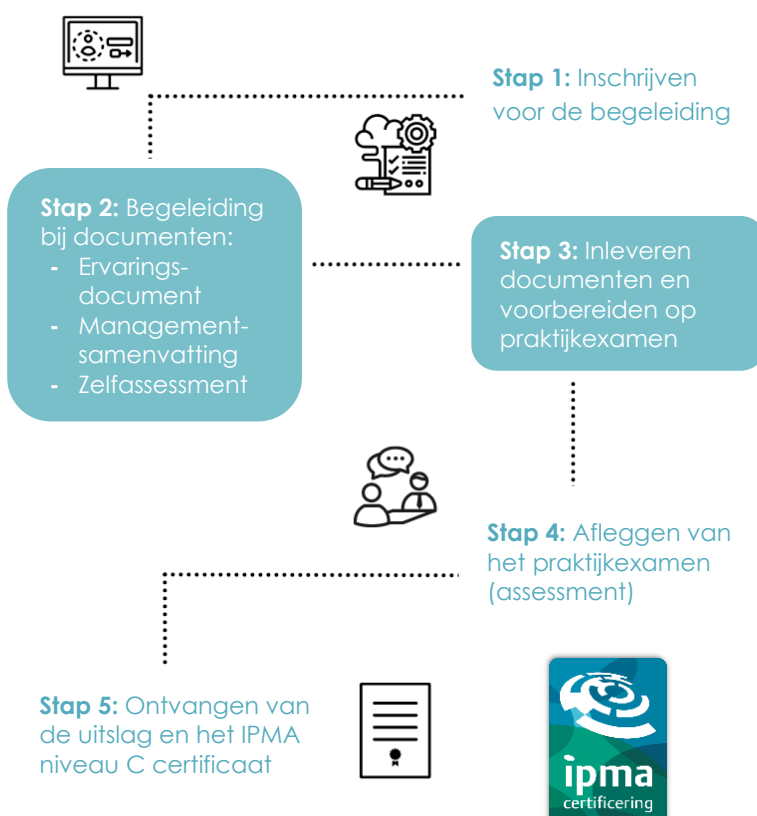 Stap 1: Inschrijven
voor de begeleiding
Stap 2: Begeleiding
bij documenten:
- Ervarings-
document
- Management-
samenvatting
- Zelfassessment
Stap 3: Inleveren
documenten en
voorbereiden op
praktijkexamen
Stap 4: Afleggen van
het praktijkexamen
(assessment)
Stap 5: Ontvangen van
de uitslag en het IPMA
niveau C certificaat
ipma
certificering